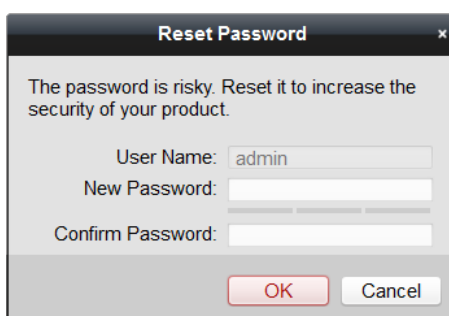 Reset Password
×
The password is risky. Reset it to increase the
security of your product.
User Name: admin
New Password:
Confirm Password:
OK Cancel